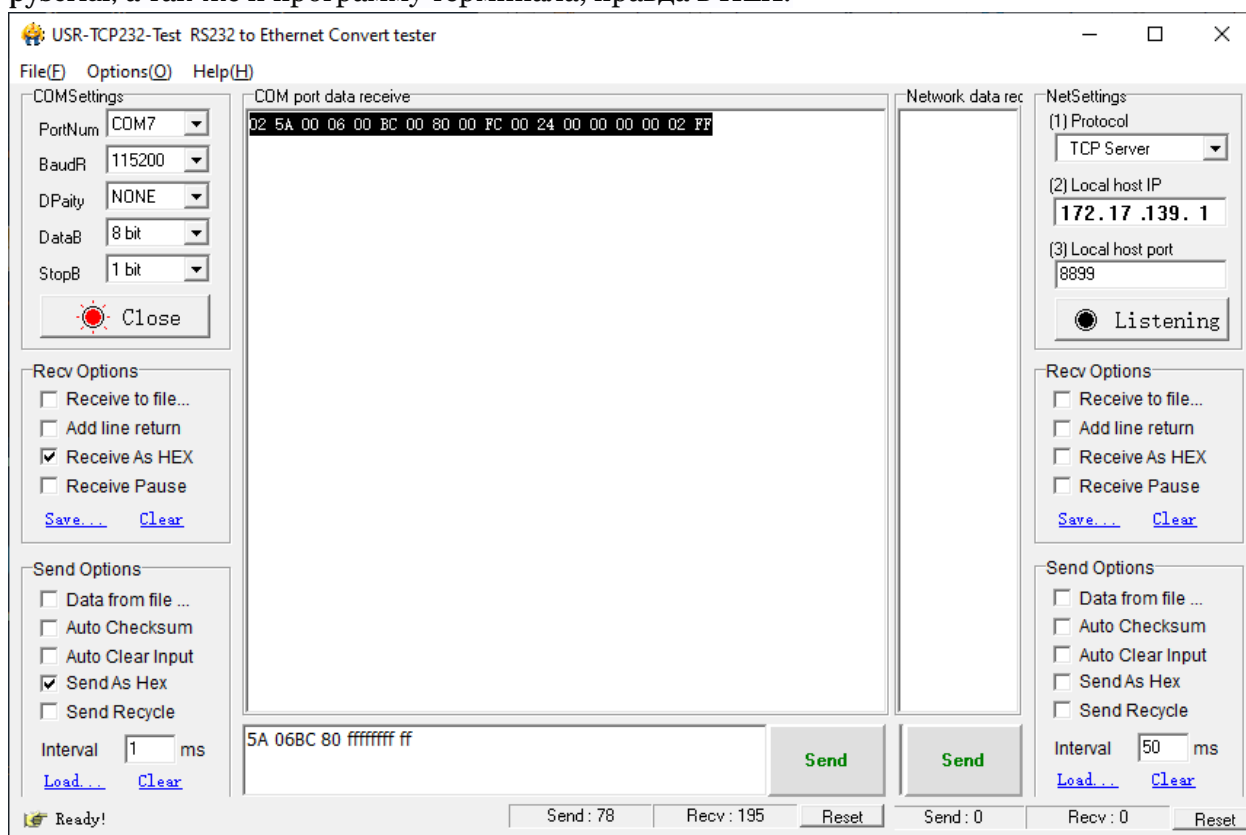 USR-TCP232-Test RS232 to Ethernet Convert tester
File(F) Options(O) Help(H)
COMSettings
PortNum COM7
BaudR 115200
DPaity NONE
DataB 8 bit
StopB 1 bit
Close
Recv Options
Receive to file...
Add line return
Receive As HEX
Receive Pause
Save... Clear
Send Options
Data from file ...
Auto Checksum
Auto Clear Input
Send As Hex
Send Recycle
Interval 1 ms
Load... Clear
COM port data receive
02 5A 00 06 00 BC 00 80 00 FC 00 24 00 00 00 00 02 FF
5A 06BC 80 ffffffff ff
Send
Network data rec
Send
NetSettings
(1) Protocol
TCP Server
(2) Local host IP
172.17 .139. 1
(3) Local host port
8899
Listening
Recv Options
Receive to file...
Add line return
Receive As HEX
Receive Pause
Save... Clear
Send Options
Data from file ...
Auto Checksum
Auto Clear Input
Send As Hex
Send Recycle
Interval 50 ms
Load... Clear
Ready!
Send : 78 Recv : 195 Reset
Send : 0 Recv : 0 Reset